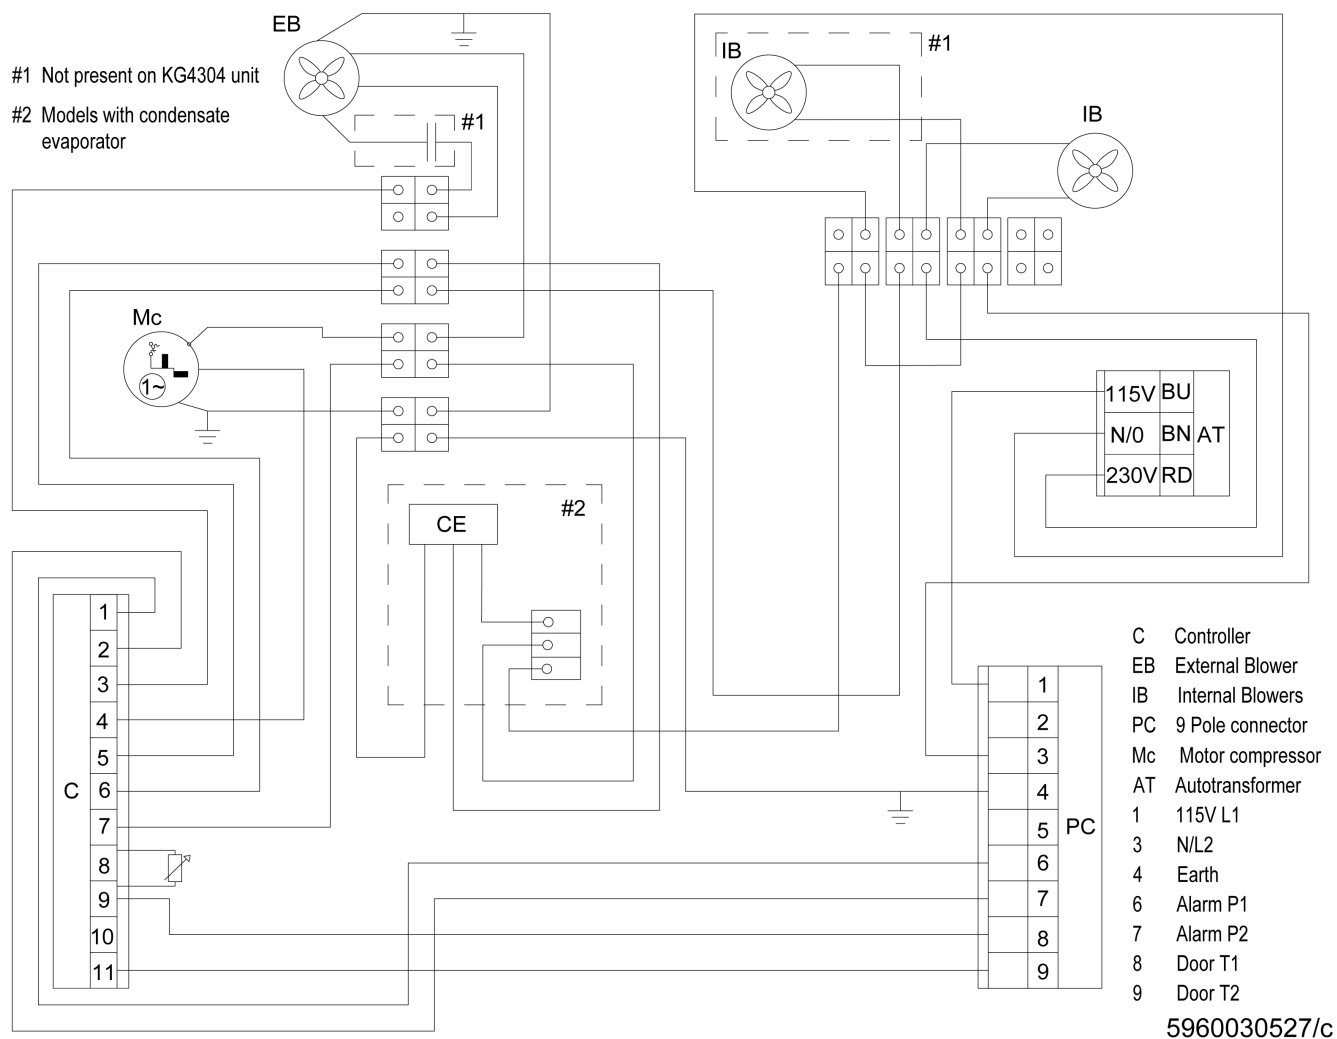 EB
#1 Not present on KG4304 unit
#2 Models with condensate
evaporator
#1
IB
#1
IB
Mc
1~
115V BU
N/0 BN AT
230V RD
#2
CE
C
1
2
3
4
5
6
7
8
9
10
11
1
2
3
4
5
6
7
8
9
PC
C Controller
EB External Blower
IB Internal Blowers
PC 9 Pole connector
Mc Motor compressor
AT Autotransformer
1 115V L1
3 N/L2
4 Earth
6 Alarm P1
7 Alarm P2
8 Door T1
9 Door T2
5960030527/c